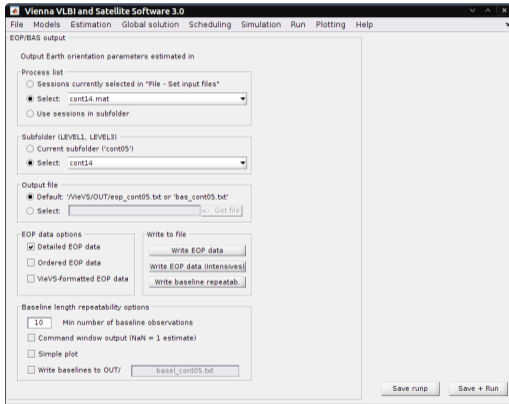 Vienna VLBI and Satellite Software 3.0
File Models Estimation Global solution Scheduling Simulation Run Plotting Help
EOP/BAS output
Output Earth orientation parameters estimated in
Process list
Sessions currently selected in "File - Set input files"
Select: cont14.mat
Use sessions in subfolder
Subfolder (LEVEL1, LEVEL3)
Current subfolder ('cont05')
Select: cont14
Output file
Default: '/VieVS/OUT/eop_cont05.txt or 'bas_cont05.txt'
Select: <- Get file
EOP data options
Detailed EOP data
Ordered EOP data
VieVS-formatted EOP data
Write to file
Write EOP data
Write EOP data (Intensives)
Write baseline repeatab.
Baseline length repeatability options
10 Min number of baseline observations
Command window output (NaN = 1 estimate)
Simple plot
Write baselines to OUT/ basel_cont05.txt
Save runp Save + Run